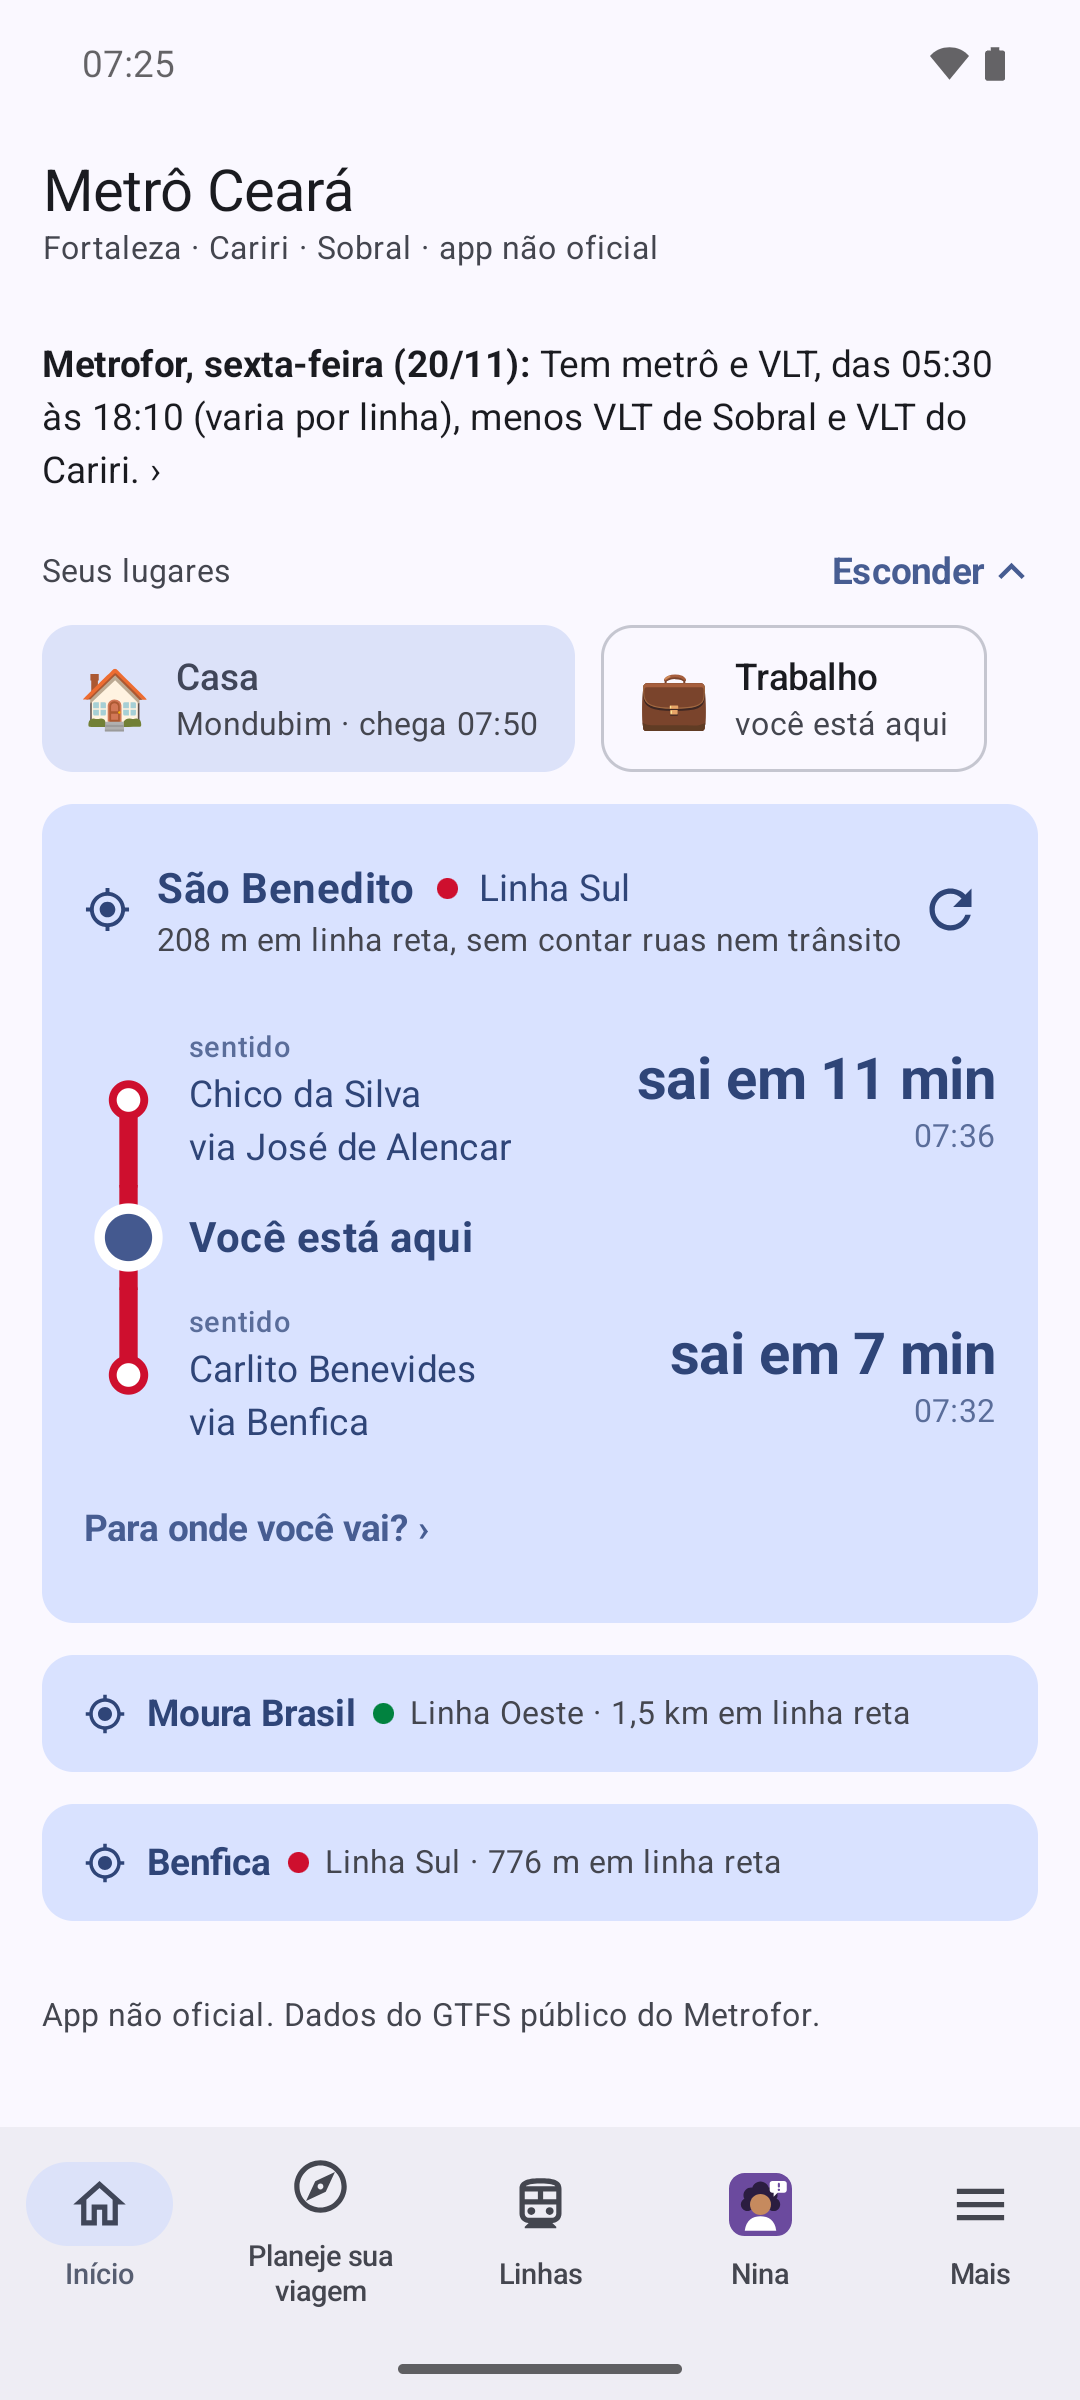 07:25
Metrô Ceará
Fortaleza · Cariri · Sobral · app não oficial
Metrofor, sexta-feira (20/11): Tem metrô e VLT, das 05:30
às 18:10 (varia por linha), menos VLT de Sobral e VLT do
Cariri. ›
Seus lugares
Esconder
Casa
Mondubim · chega 07:50
Trabalho
você está aqui
São Benedito
Linha Sul
208 m em linha reta, sem contar ruas nem trânsito
sentido
Chico da Silva
via José de Alencar
sai em 11 min
07:36
Você está aqui
sentido
Carlito Benevides
via Benfica
sai em 7 min
07:32
Para onde você vai? ›
Moura Brasil
Linha Oeste · 1,5 km em linha reta
Benfica
Linha Sul · 776 m em linha reta
App não oficial. Dados do GTFS público do Metrofor.
Início
Planeje sua
viagem
Linhas
Nina
Mais